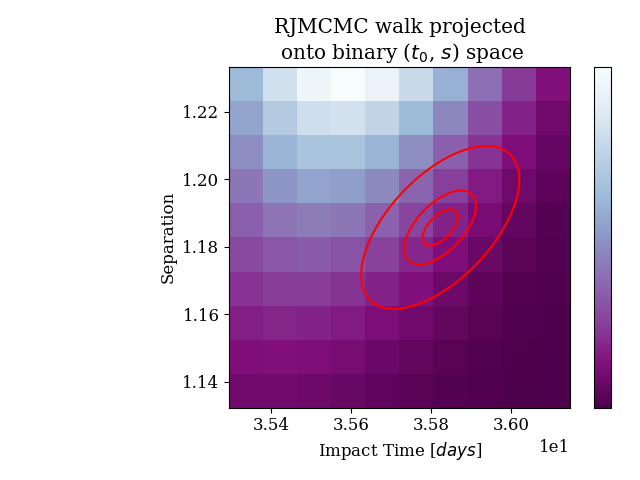 RJMCMC walk projected
onto binary (t₀, s) space
1.22
1.20
1.18
1.16
1.14
Separation
3.54 3.56 3.58 3.60
1e1
Impact Time [days]